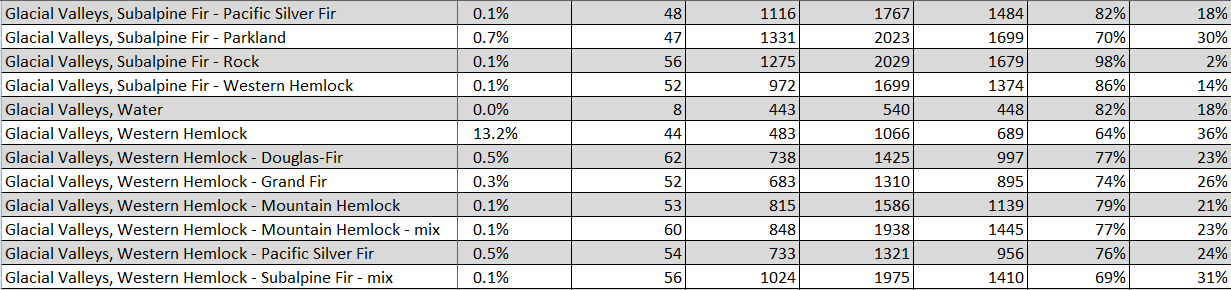 Glacial Valleys, Subalpine Fir - Pacific Silver Fir 0.1% 48 1116 1767 1484 82% 18%
Glacial Valleys, Subalpine Fir - Parkland 0.7% 47 1331 2023 1699 70% 30%
Glacial Valleys, Subalpine Fir - Rock 0.1% 56 1275 2029 1679 98% 2%
Glacial Valleys, Subalpine Fir - Western Hemlock 0.1% 52 972 1699 1374 86% 14%
Glacial Valleys, Water 0.0% 8 443 540 448 82% 18%
Glacial Valleys, Western Hemlock 13.2% 44 483 1066 689 64% 36%
Glacial Valleys, Western Hemlock - Douglas-Fir 0.5% 62 738 1425 997 77% 23%
Glacial Valleys, Western Hemlock - Grand Fir 0.3% 52 683 1310 895 74% 26%
Glacial Valleys, Western Hemlock - Mountain Hemlock 0.1% 53 815 1586 1139 79% 21%
Glacial Valleys, Western Hemlock - Mountain Hemlock - mix 0.1% 60 848 1938 1445 77% 23%
Glacial Valleys, Western Hemlock - Pacific Silver Fir 0.5% 54 733 1321 956 76% 24%
Glacial Valleys, Western Hemlock - Subalpine Fir - mix 0.1% 56 1024 1975 1410 69% 31%